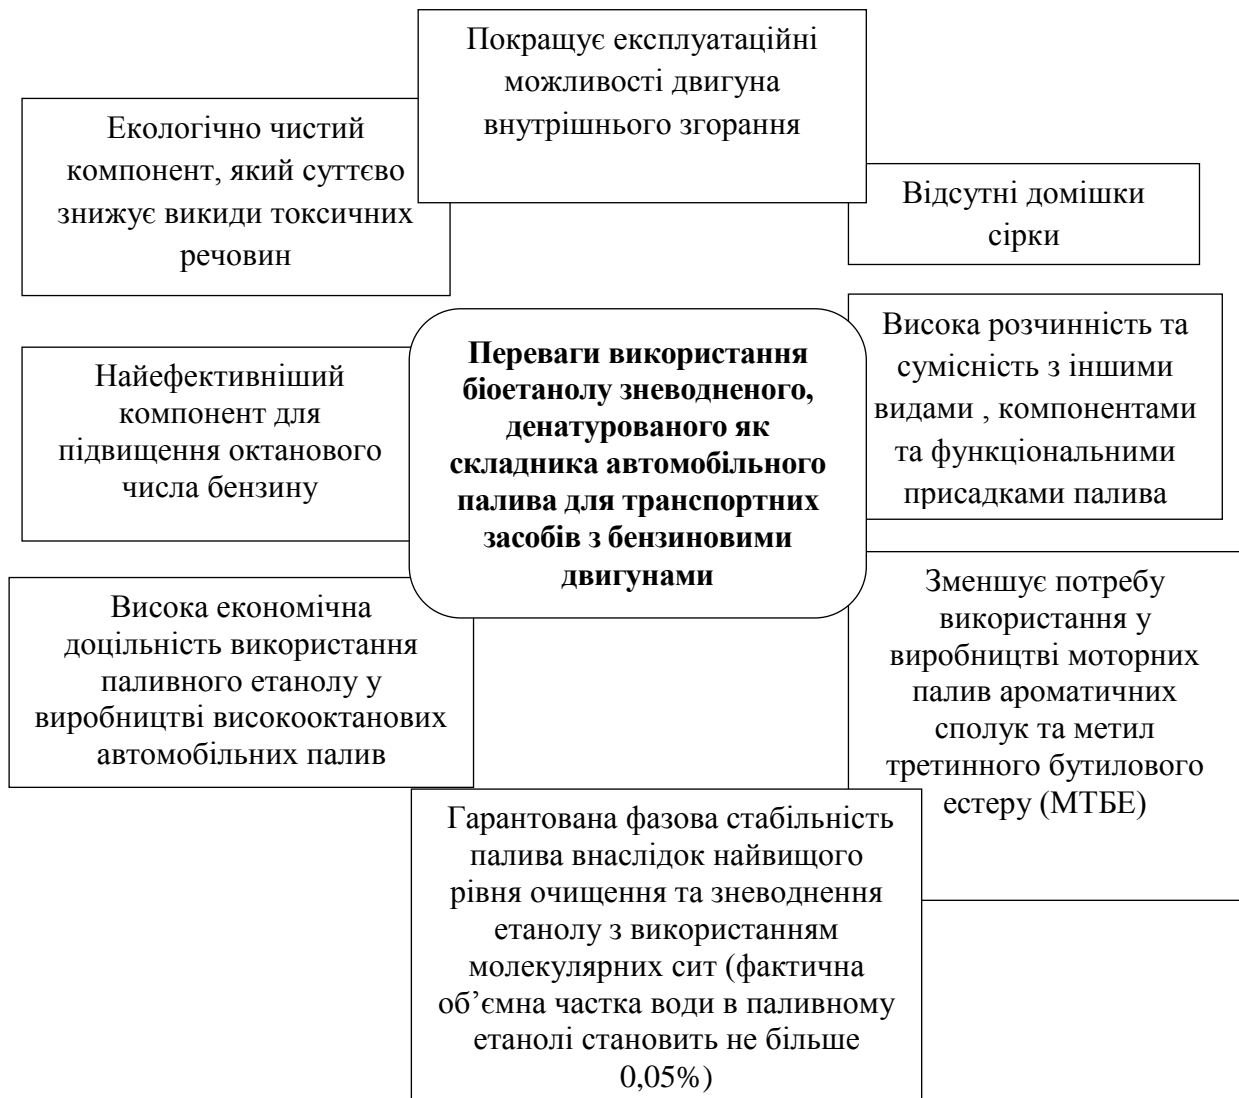 Покращує експлуатаційні
можливості двигуна
внутрішнього згорання
Екологічно чистий
компонент, який суттєво
знижує викиди токсичних
речовин
Відсутні домішки
сірки
Найефективніший
компонент для
підвищення октанового
числа бензину
Переваги використання
біоетанолу зневодненого,
денатурованого як
складника автомобільного
палива для транспортних
засобів з бензиновими
двигунами
Висока розчинність та
сумісність з іншими
видами , компонентами
та функціональними
присадками палива
Висока економічна
доцільність використання
паливного етанолу у
виробництві високооктанових
автомобільних палив
Зменшує потребу
використання у
виробництві моторних
палив ароматичних
сполук та метил
третинного бутилового
естеру (МТБЕ)
Гарантована фазова стабільність
палива внаслідок найвищого
рівня очищення та зневоднення
етанолу з використанням
молекулярних сит (фактична
об’ємна частка води в паливному
етанолі становить не більше
0,05%)